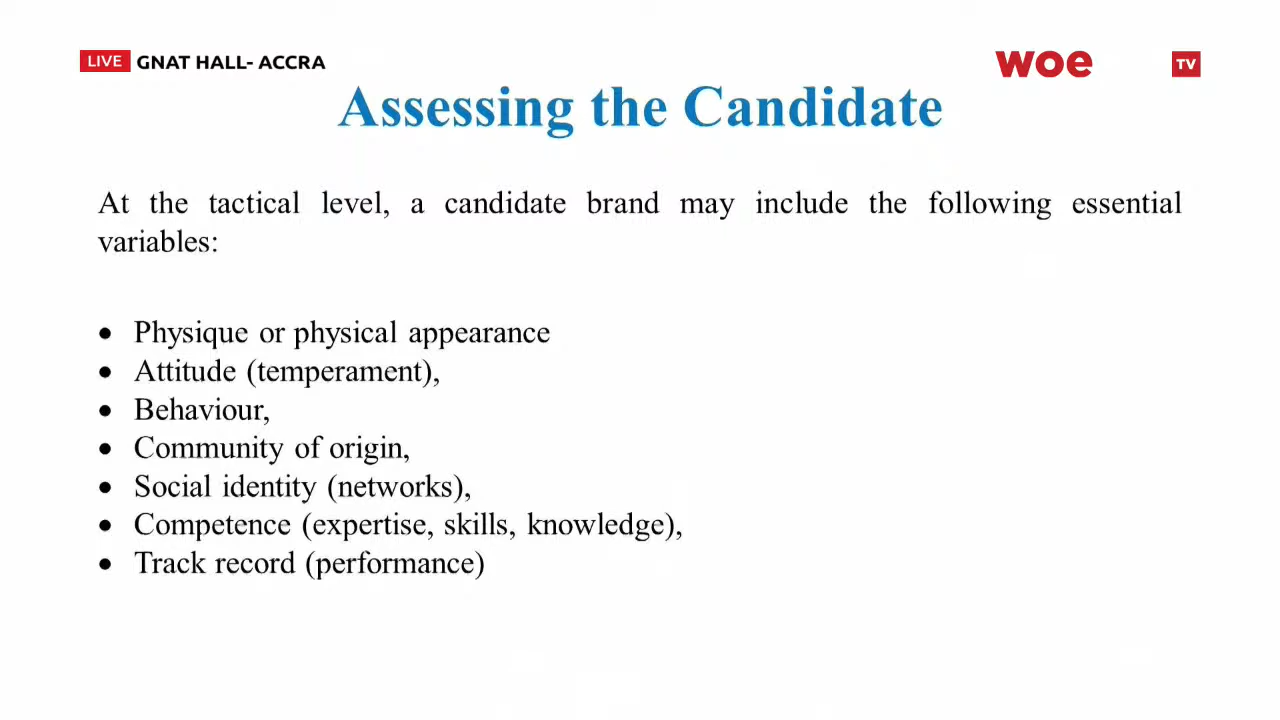 LIVE GNAT HALL- ACCRA
woe TV
Assessing the Candidate
At the tactical level, a candidate brand may include the following essential
variables:
• Physique or physical appearance
• Attitude (temperament),
• Behaviour,
• Community of origin,
• Social identity (networks),
• Competence (expertise, skills, knowledge),
• Track record (performance)